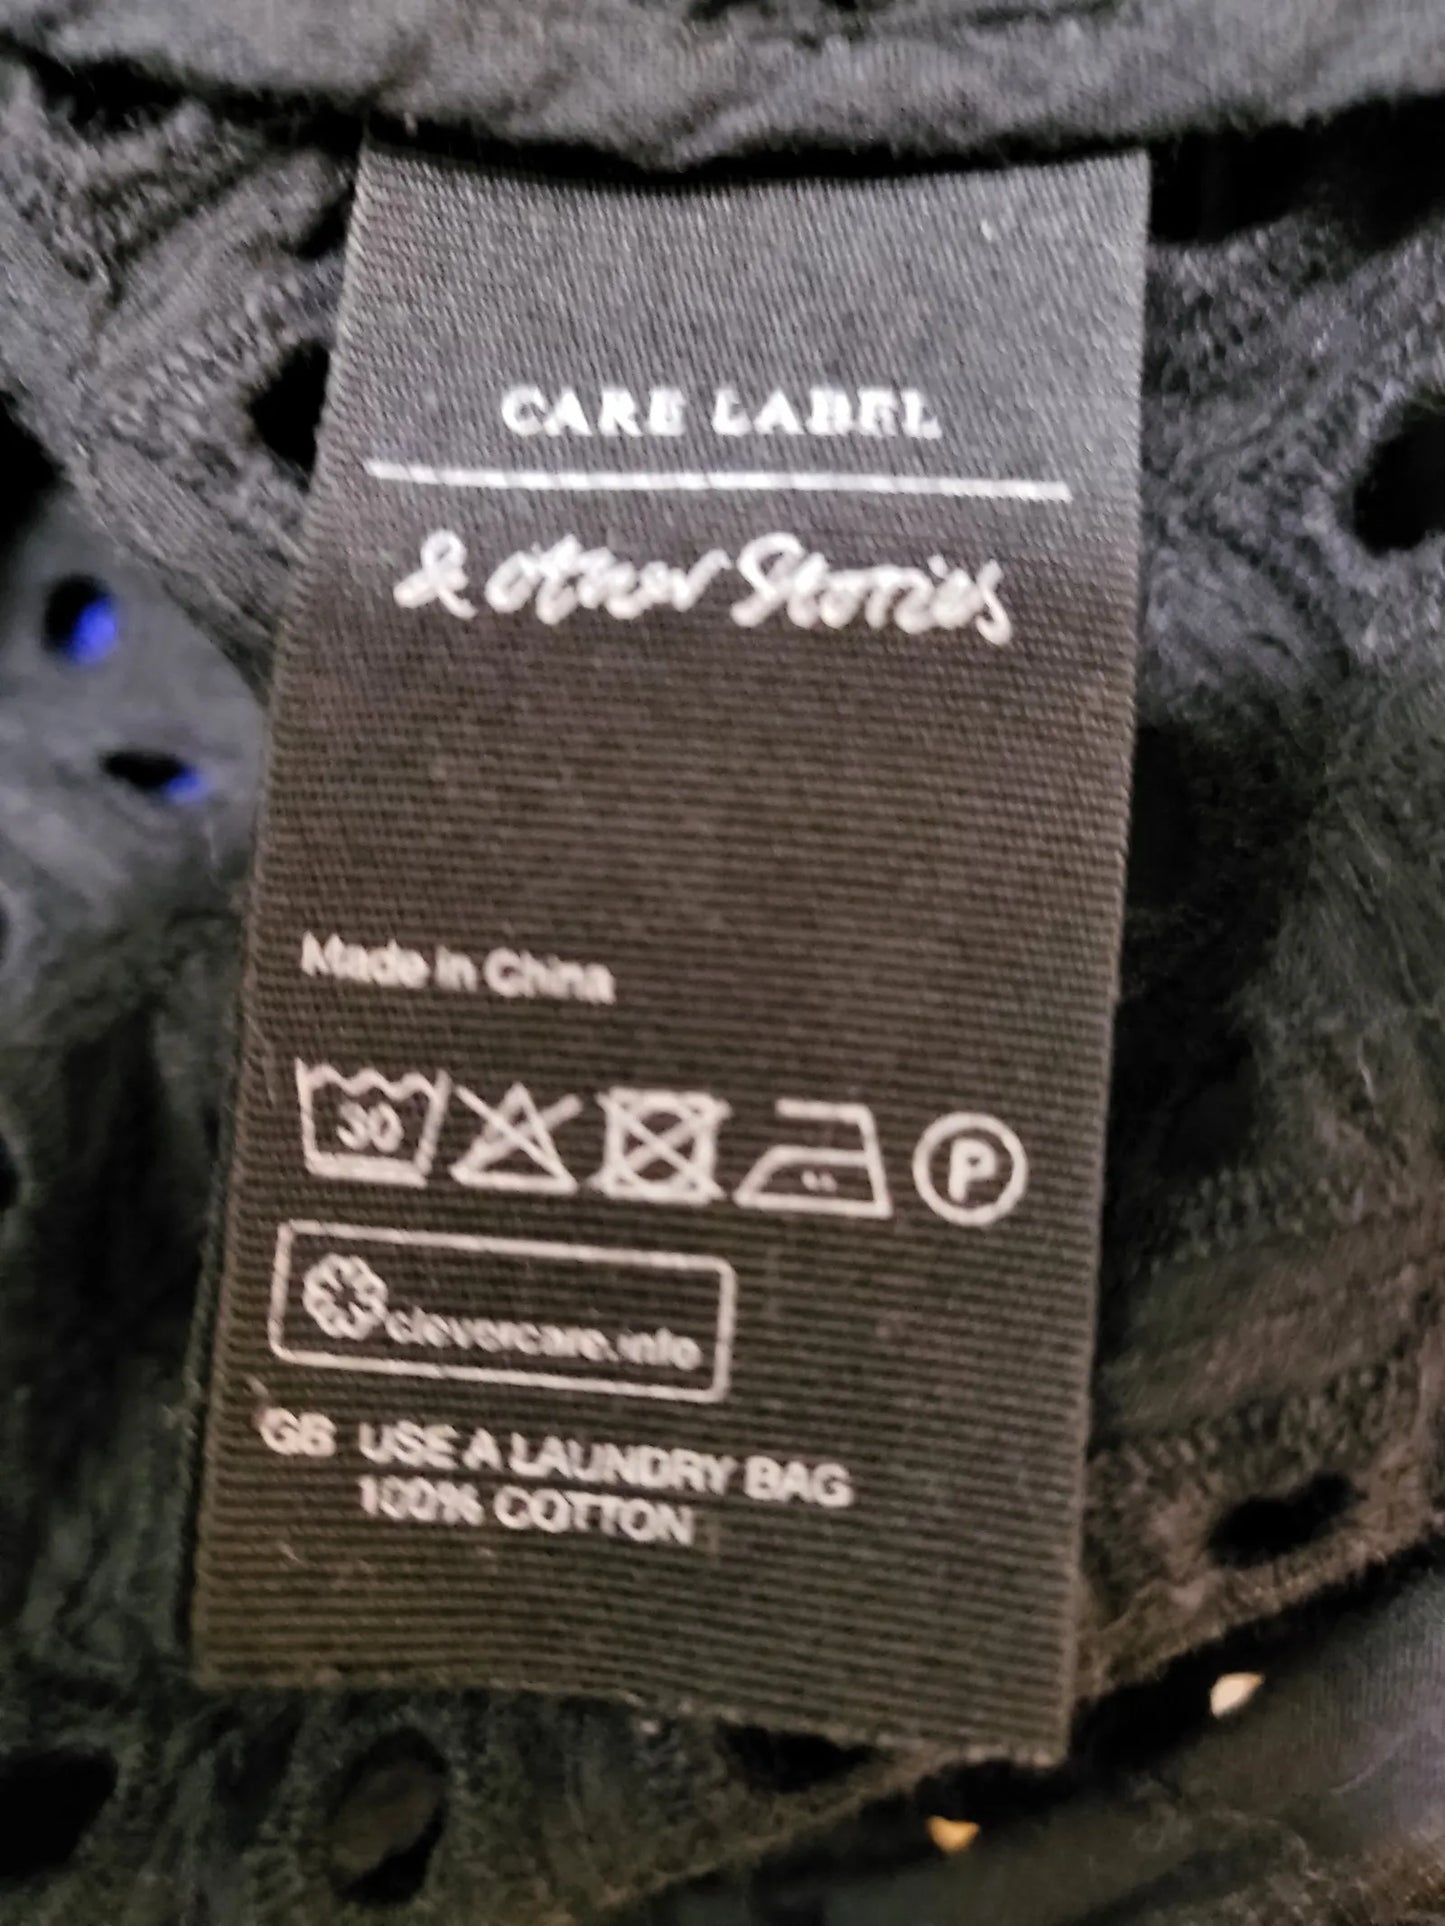 CARE LABEL
& other Stories
Made in China
30
P
clevercare.info
GB USE A LAUNDRY BAG
100% COTTON